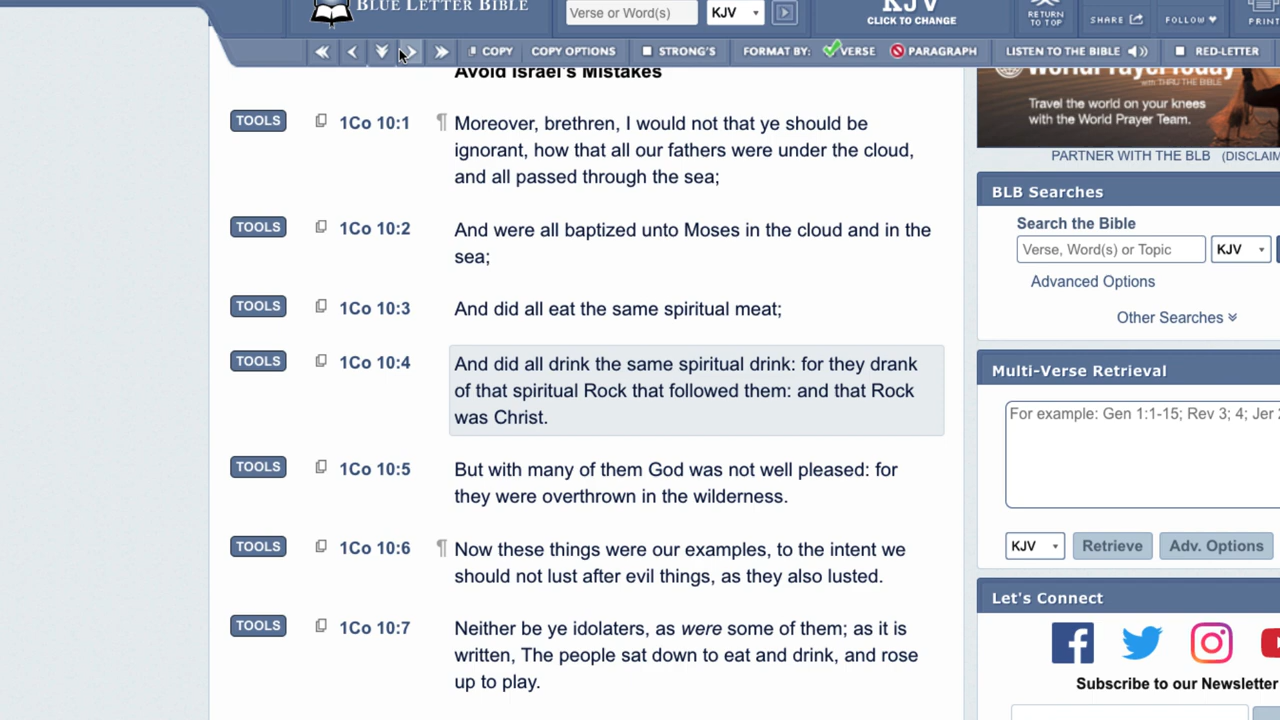 BLUE LETTER BIBLE
Verse or Word(s)
KJV
KJV
CLICK TO CHANGE
RETURN
TO TOP
SHARE
FOLLOW
PRINT
COPY
COPY OPTIONS
STRONG'S
FORMAT BY:
VERSE
PARAGRAPH
LISTEN TO THE BIBLE
RED-LETTER
Avoid Israel's Mistakes
TOOLS
1Co 10:1
¶ Moreover, brethren, I would not that ye should be
ignorant, how that all our fathers were under the cloud,
and all passed through the sea;
TOOLS
1Co 10:2
And were all baptized unto Moses in the cloud and in the
sea;
TOOLS
1Co 10:3
And did all eat the same spiritual meat;
TOOLS
1Co 10:4
And did all drink the same spiritual drink: for they drank
of that spiritual Rock that followed them: and that Rock
was Christ.
TOOLS
1Co 10:5
But with many of them God was not well pleased: for
they were overthrown in the wilderness.
TOOLS
1Co 10:6
¶ Now these things were our examples, to the intent we
should not lust after evil things, as they also lusted.
TOOLS
1Co 10:7
Neither be ye idolaters, as were some of them; as it is
written, The people sat down to eat and drink, and rose
up to play.
World Prayer Today
with THRU THE BIBLE
Travel the world on your knees
with the World Prayer Team.
PARTNER WITH THE BLB (DISCLAIM
BLB Searches
Search the Bible
Verse, Word(s) or Topic
KJV
Advanced Options
Other Searches
Multi-Verse Retrieval
For example: Gen 1:1-15; Rev 3; 4; Jer 2
KJV
Retrieve
Adv. Options
Let's Connect
Subscribe to our Newsletter